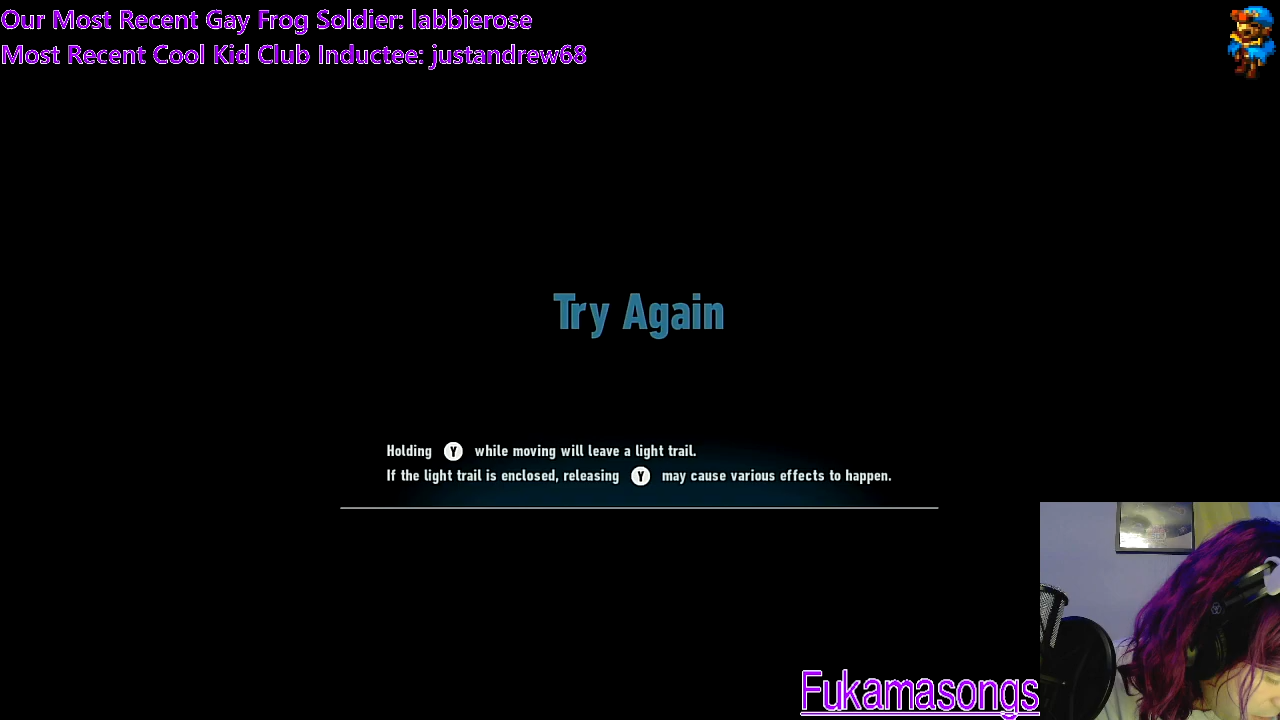 Our Most Recent Gay Frog Soldier: labbierose
Most Recent Cool Kid Club Inductee: justandrew68
Try Again
Holding Y while moving will leave a light trail.
If the light trail is enclosed, releasing Y may cause various effects to happen.
Fukamasongs